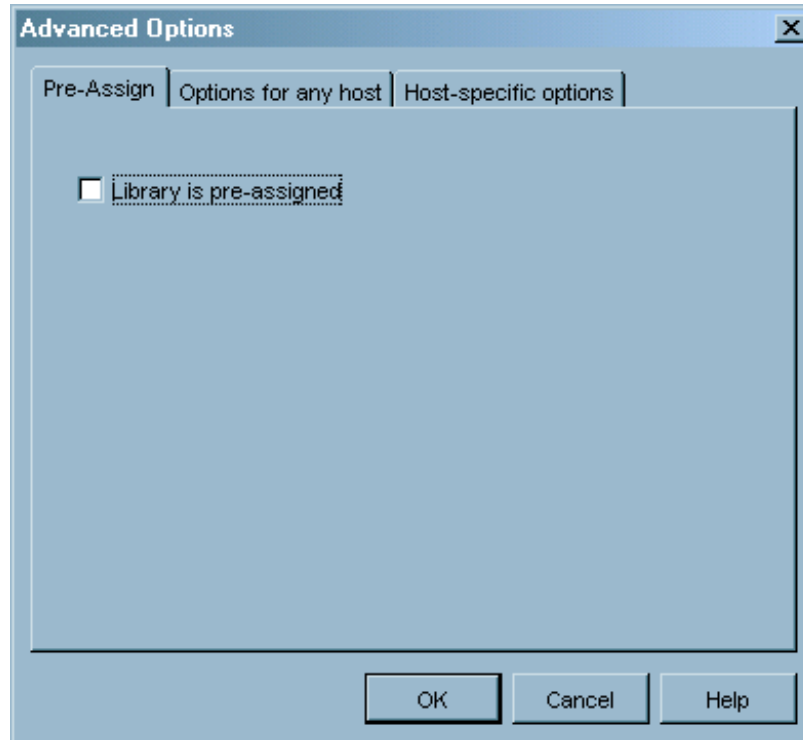 Advanced Options
Pre-Assign Options for any host Host-specific options
Library is pre-assigned
OK Cancel Help